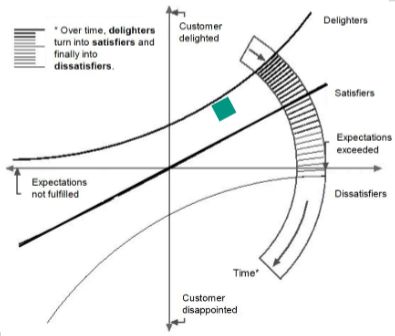 * Over time, delighters
turn into satisfiers and
finally into
dissatisfiers.
Customer
delighted
Delighters
Satisfiers
Expectations
exceeded
Expectations
not fulfilled
Dissatisfiers
Time*
Customer
disappointed